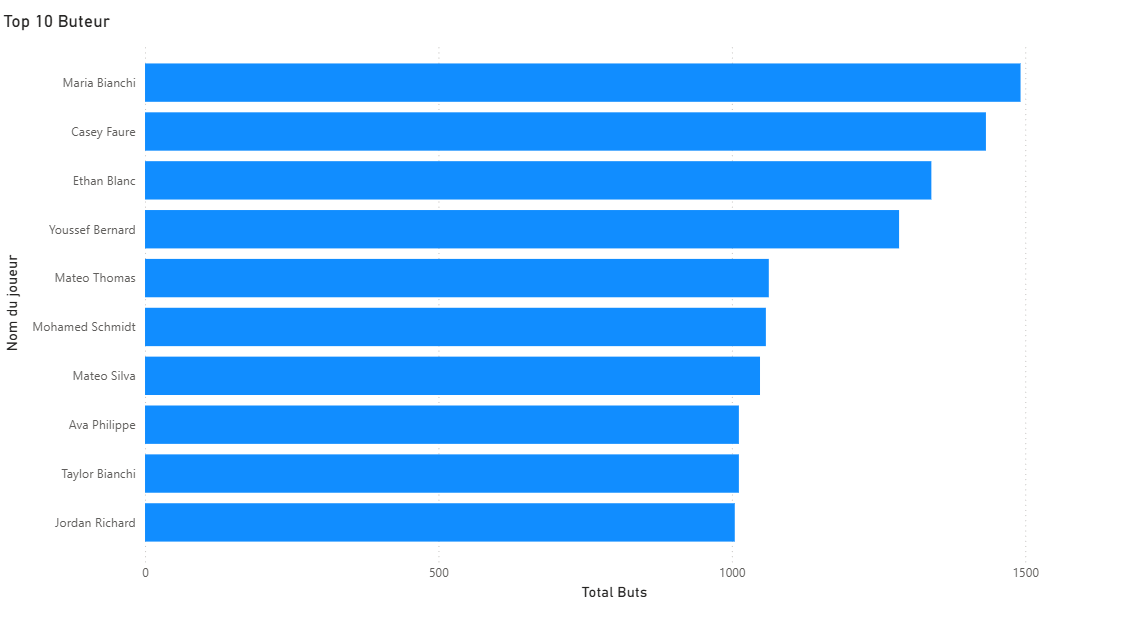 Top 10 Buteur
Nom du joueur
Maria Bianchi
Casey Faure
Ethan Blanc
Youssef Bernard
Mateo Thomas
Mohamed Schmidt
Mateo Silva
Ava Philippe
Taylor Bianchi
Jordan Richard
0 500 1000 1500
Total Buts